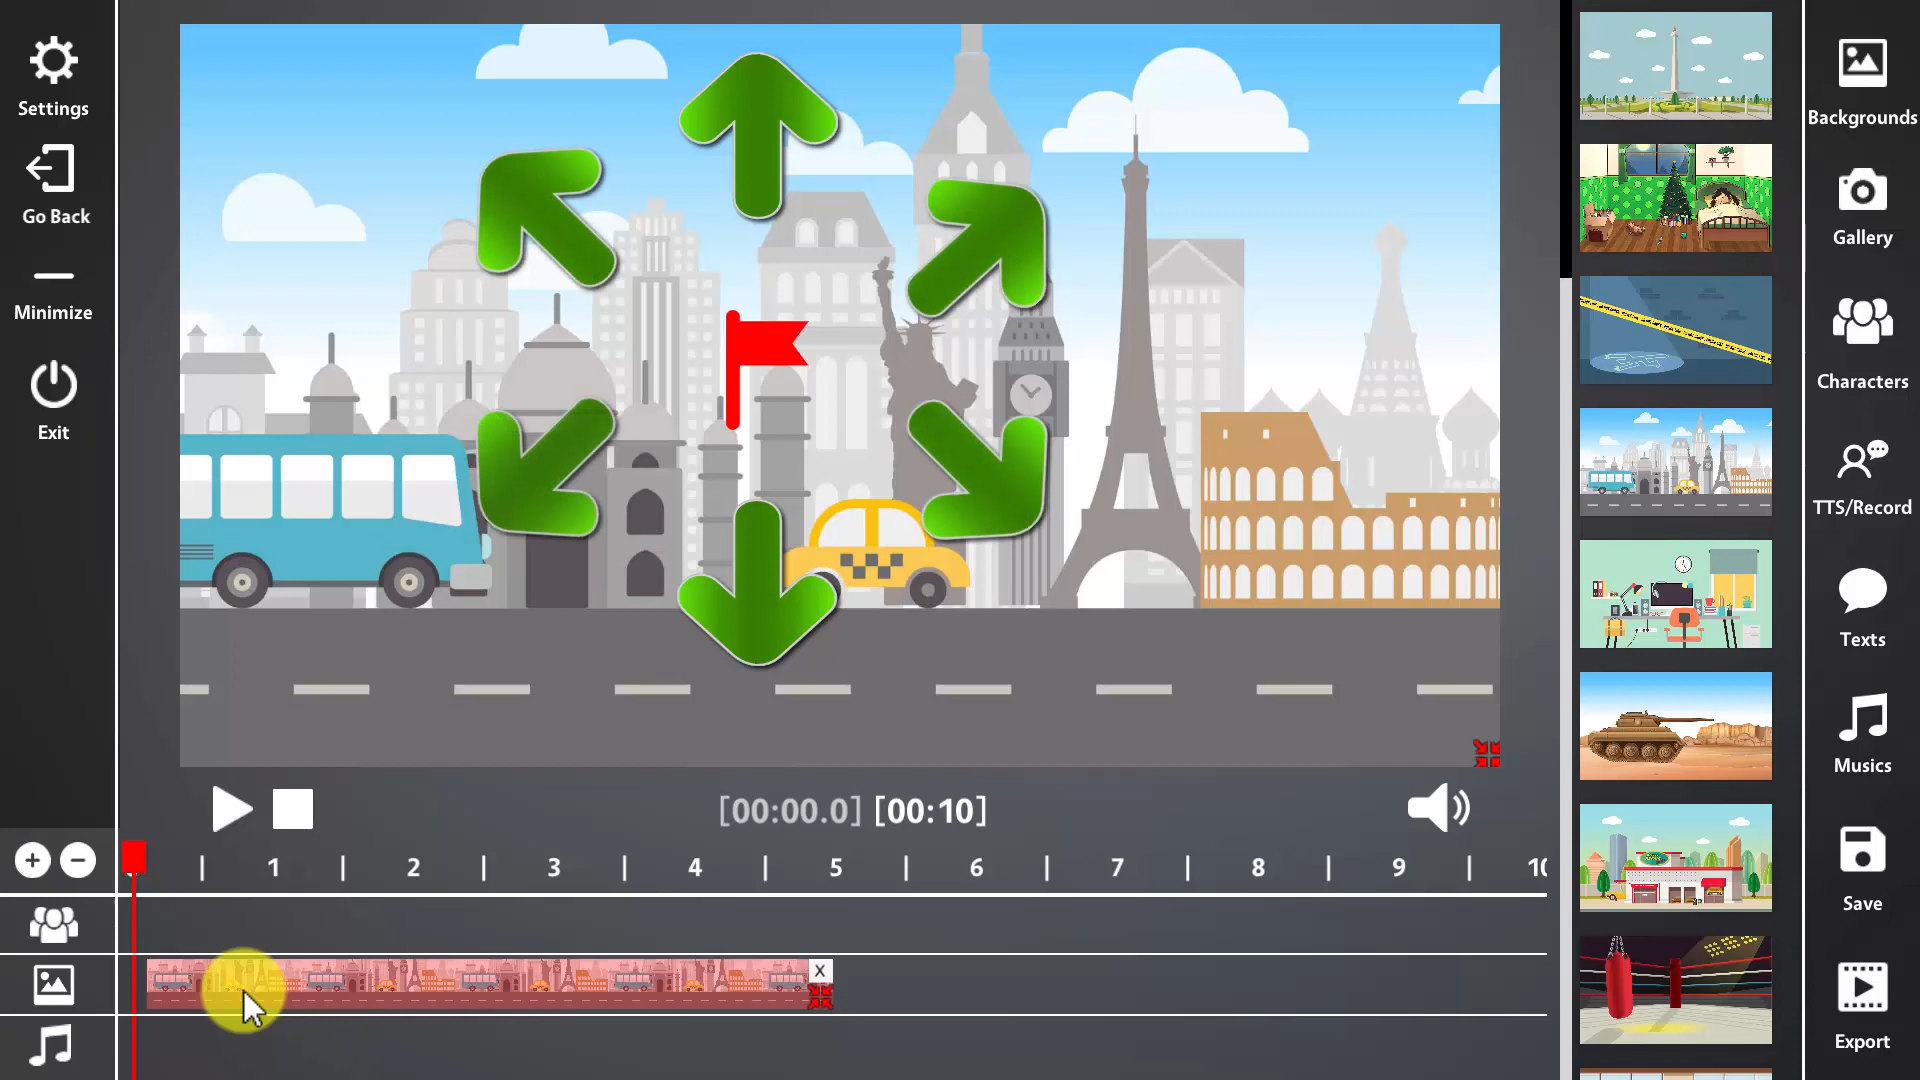 Settings
Go Back
Minimize
Exit
[00:00.0] [00:10]
1 2 3 4 5 6 7 8 9 10
X
Backgrounds
Gallery
Characters
TTS/Record
Texts
Musics
Save
Export